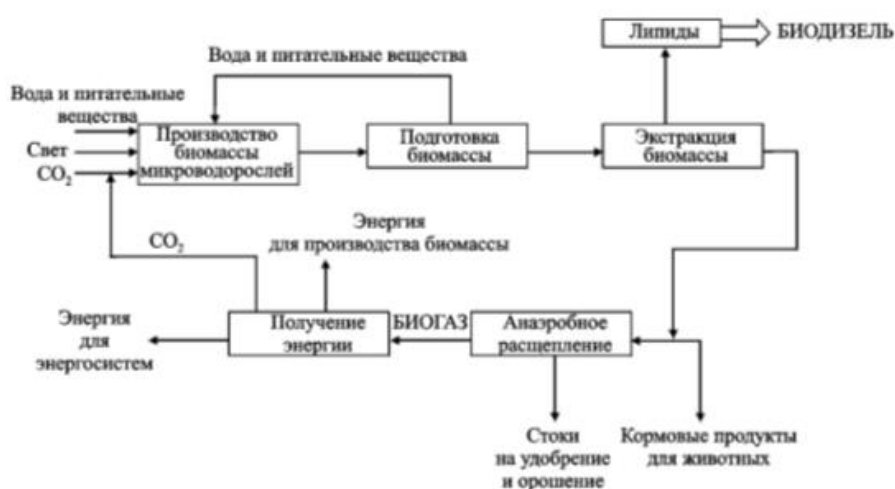 Липиды
БИОДИЗЕЛЬ
Вода и питательные вещества
Вода и питательные
вещества
Свет
CO₂
Производство
биомассы
микроводорослей
Подготовка
биомассы
Экстракция
биомассы
CO₂
Энергия
для производства биомассы
Энергия
для
энергосистем
Получение
энергии
БИОГАЗ
Анаэробное
расщепление
Стоки
на удобрение
и орошение
Кормовые продукты
для животных